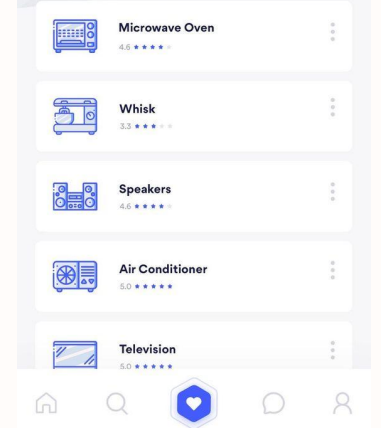 Microwave Oven
4.6
Whisk
3.3
Speakers
4.6
Air Conditioner
5.0
Television
5.0